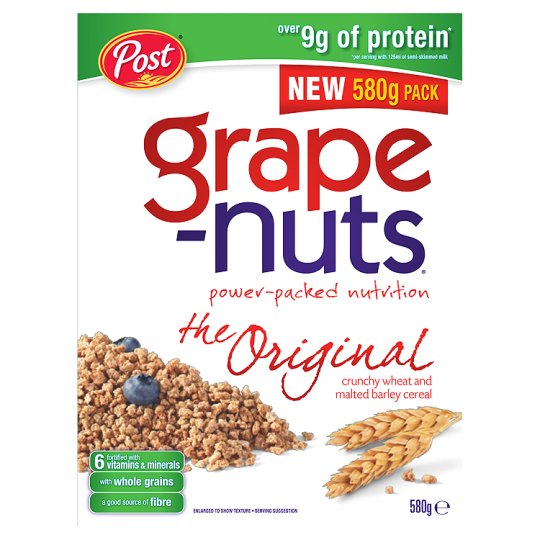 Post
over 9g of protein*
*per serving with 125ml of semi-skimmed milk
NEW 580g PACK
grape
-nuts®
power-packed nutrition
the Original
crunchy wheat and
malted barley cereal
6 fortified with
vitamins & minerals
with whole grains
a good source of fibre
ENLARGED TO SHOW TEXTURE • SERVING SUGGESTION
580g ℮